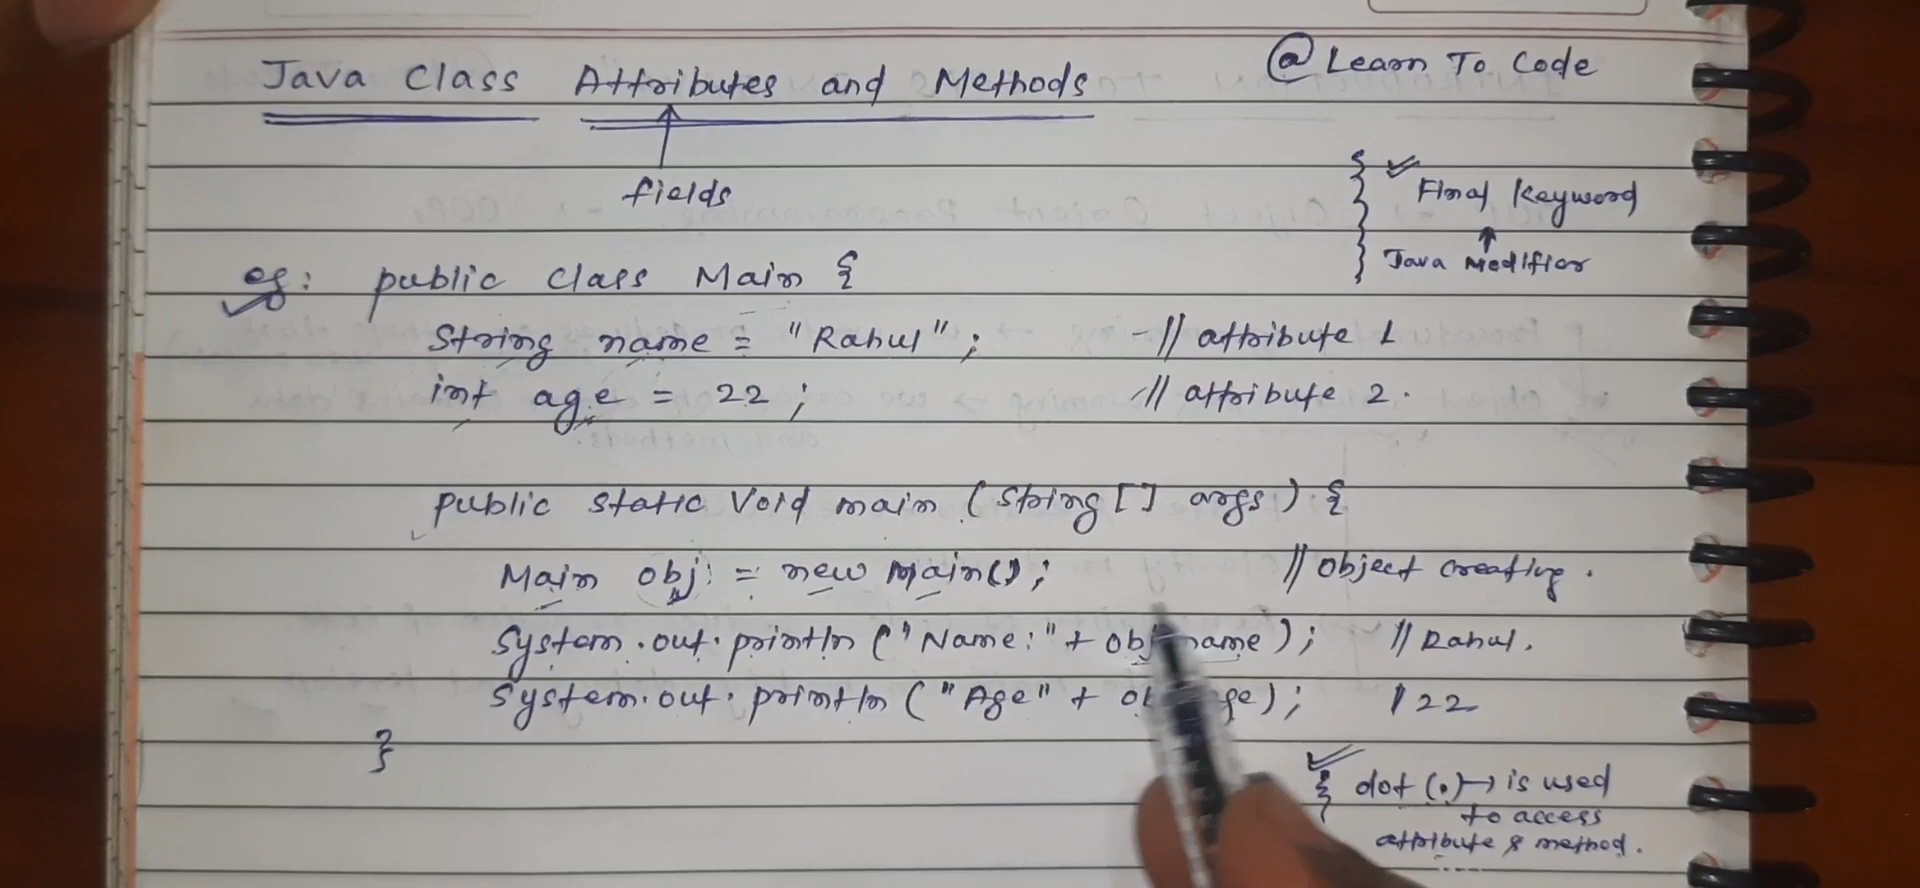 Java Class Attributes and Methods @ Learn To Code
fields
Final Keyword
Java Modifier
eg: public class Main {
String name = "Rahul"; // attribute 1
int age = 22; // attribute 2.
public static void main (String [] args) {
Main obj = new Main(); // object creating.
System.out.println ("Name:" + obj name); // Rahul.
System.out.println ("Age" + ge); / 22
}
{ dot (.) → is used
to access
attribute & method.